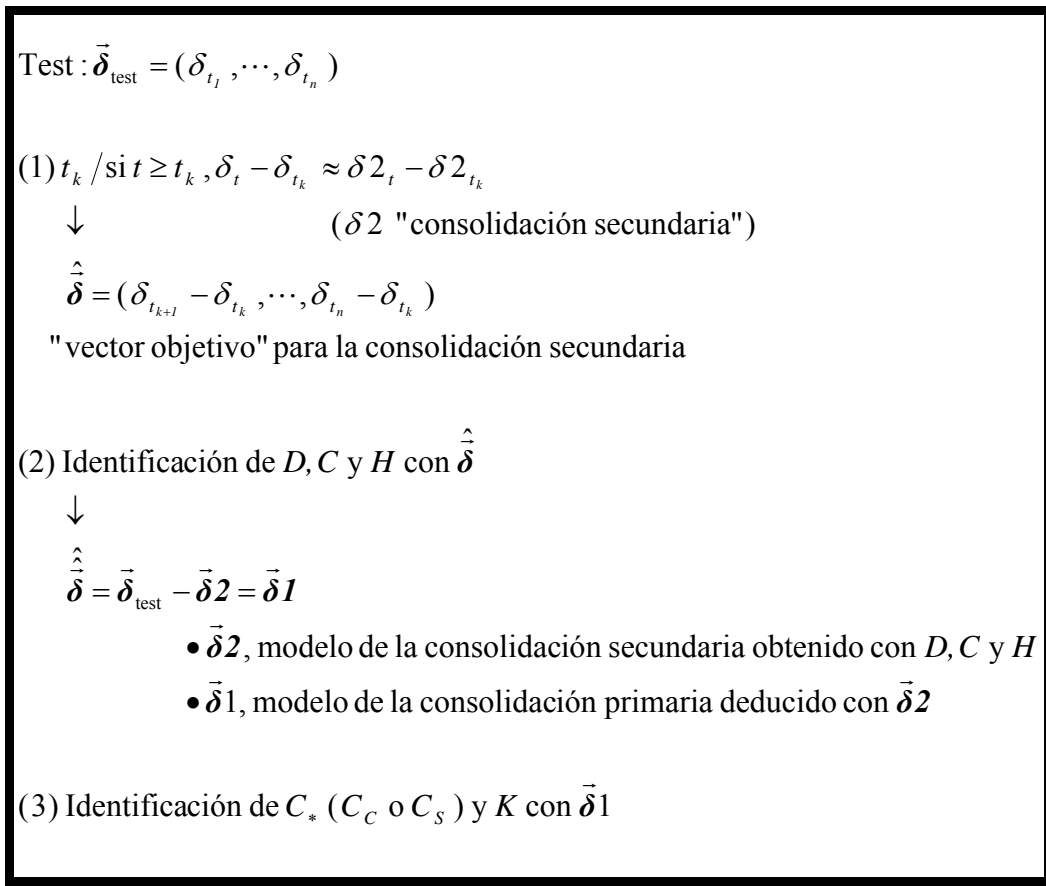 Test : δ⃗_test = (δ_{t_1} ,⋯, δ_{t_n} )
(1) t_k / si t ≥ t_k , δ_t − δ_{t_k} ≈ δ2_t − δ2_{t_k}
↓ (δ2 "consolidación secundaria")
δ⃗̂ = (δ_{t_{k+1}} − δ_{t_k} ,⋯, δ_{t_n} − δ_{t_k} )
"vector objetivo" para la consolidación secundaria
(2) Identificación de D, C y H con δ⃗̂
↓
δ⃗̂̂ = δ⃗_test − δ⃗2 = δ⃗1
• δ⃗2, modelo de la consolidación secundaria obtenido con D, C y H
• δ⃗1, modelo de la consolidación primaria deducido con δ⃗2
(3) Identificación de C_* (C_C o C_S ) y K con δ⃗1